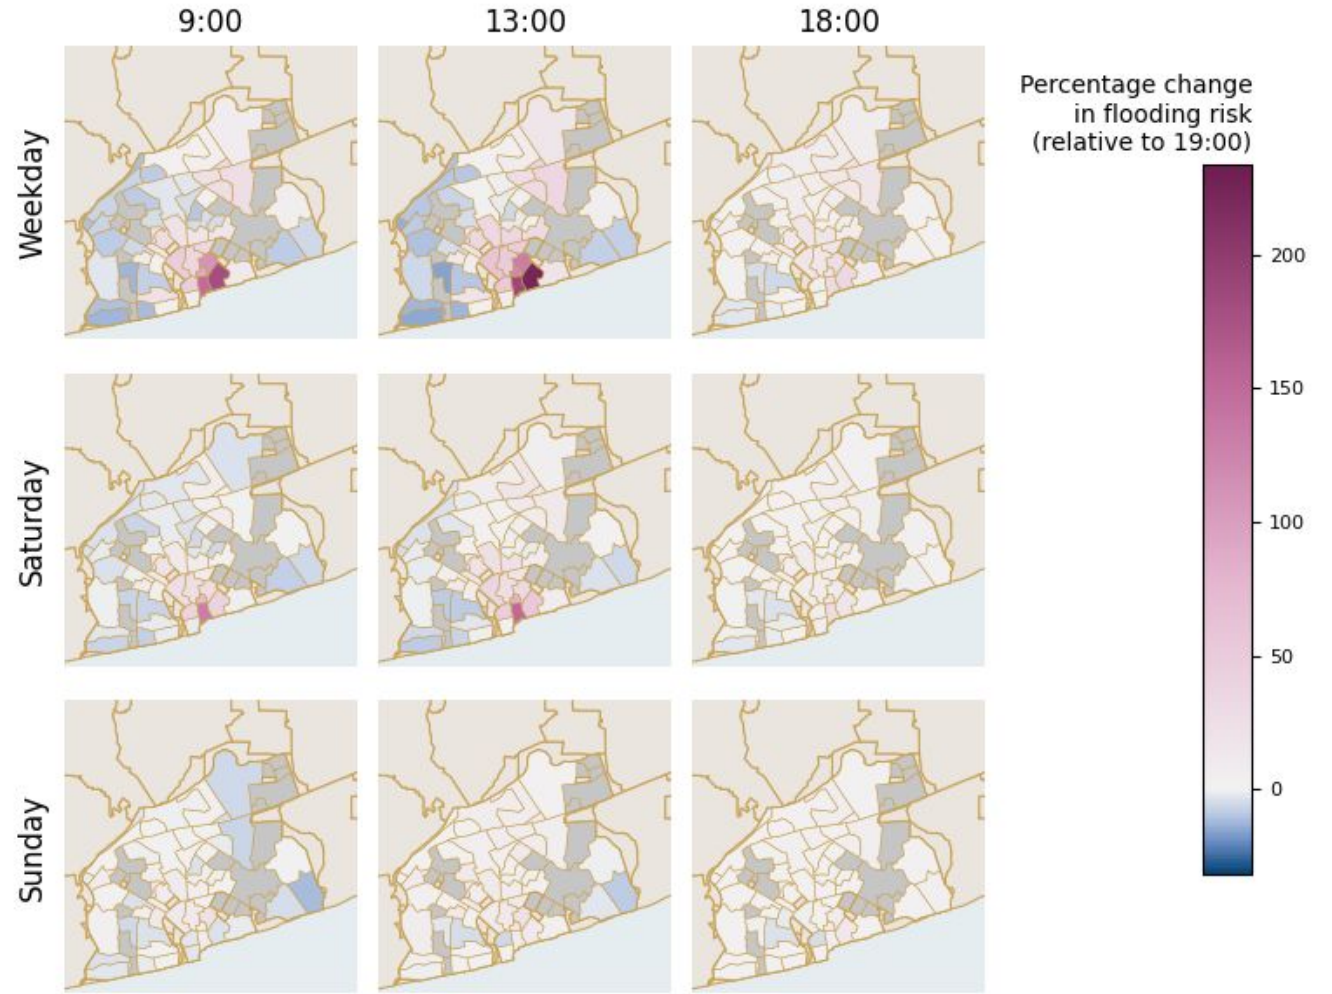 9:00
13:00
18:00
Percentage change
in flooding risk
(relative to 19:00)
Weekday
200
150
Saturday
100
50
0
Sunday